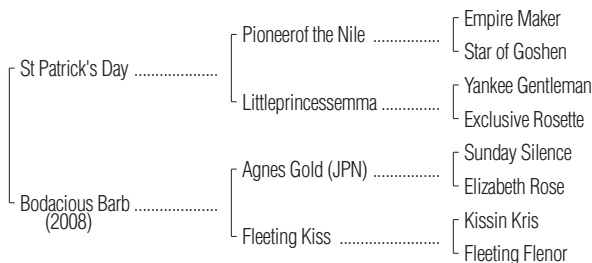 Empire Maker
Pioneerof the Nile ................
Star of Goshen
St Patrick's Day ....................
Yankee Gentleman
Littleprincessemma ..............
Exclusive Rosette
Sunday Silence
Agnes Gold (JPN) ................
Elizabeth Rose
Bodacious Barb ....................
(2008)
Kissin Kris
Fleeting Kiss ........................
Fleeting Flenor